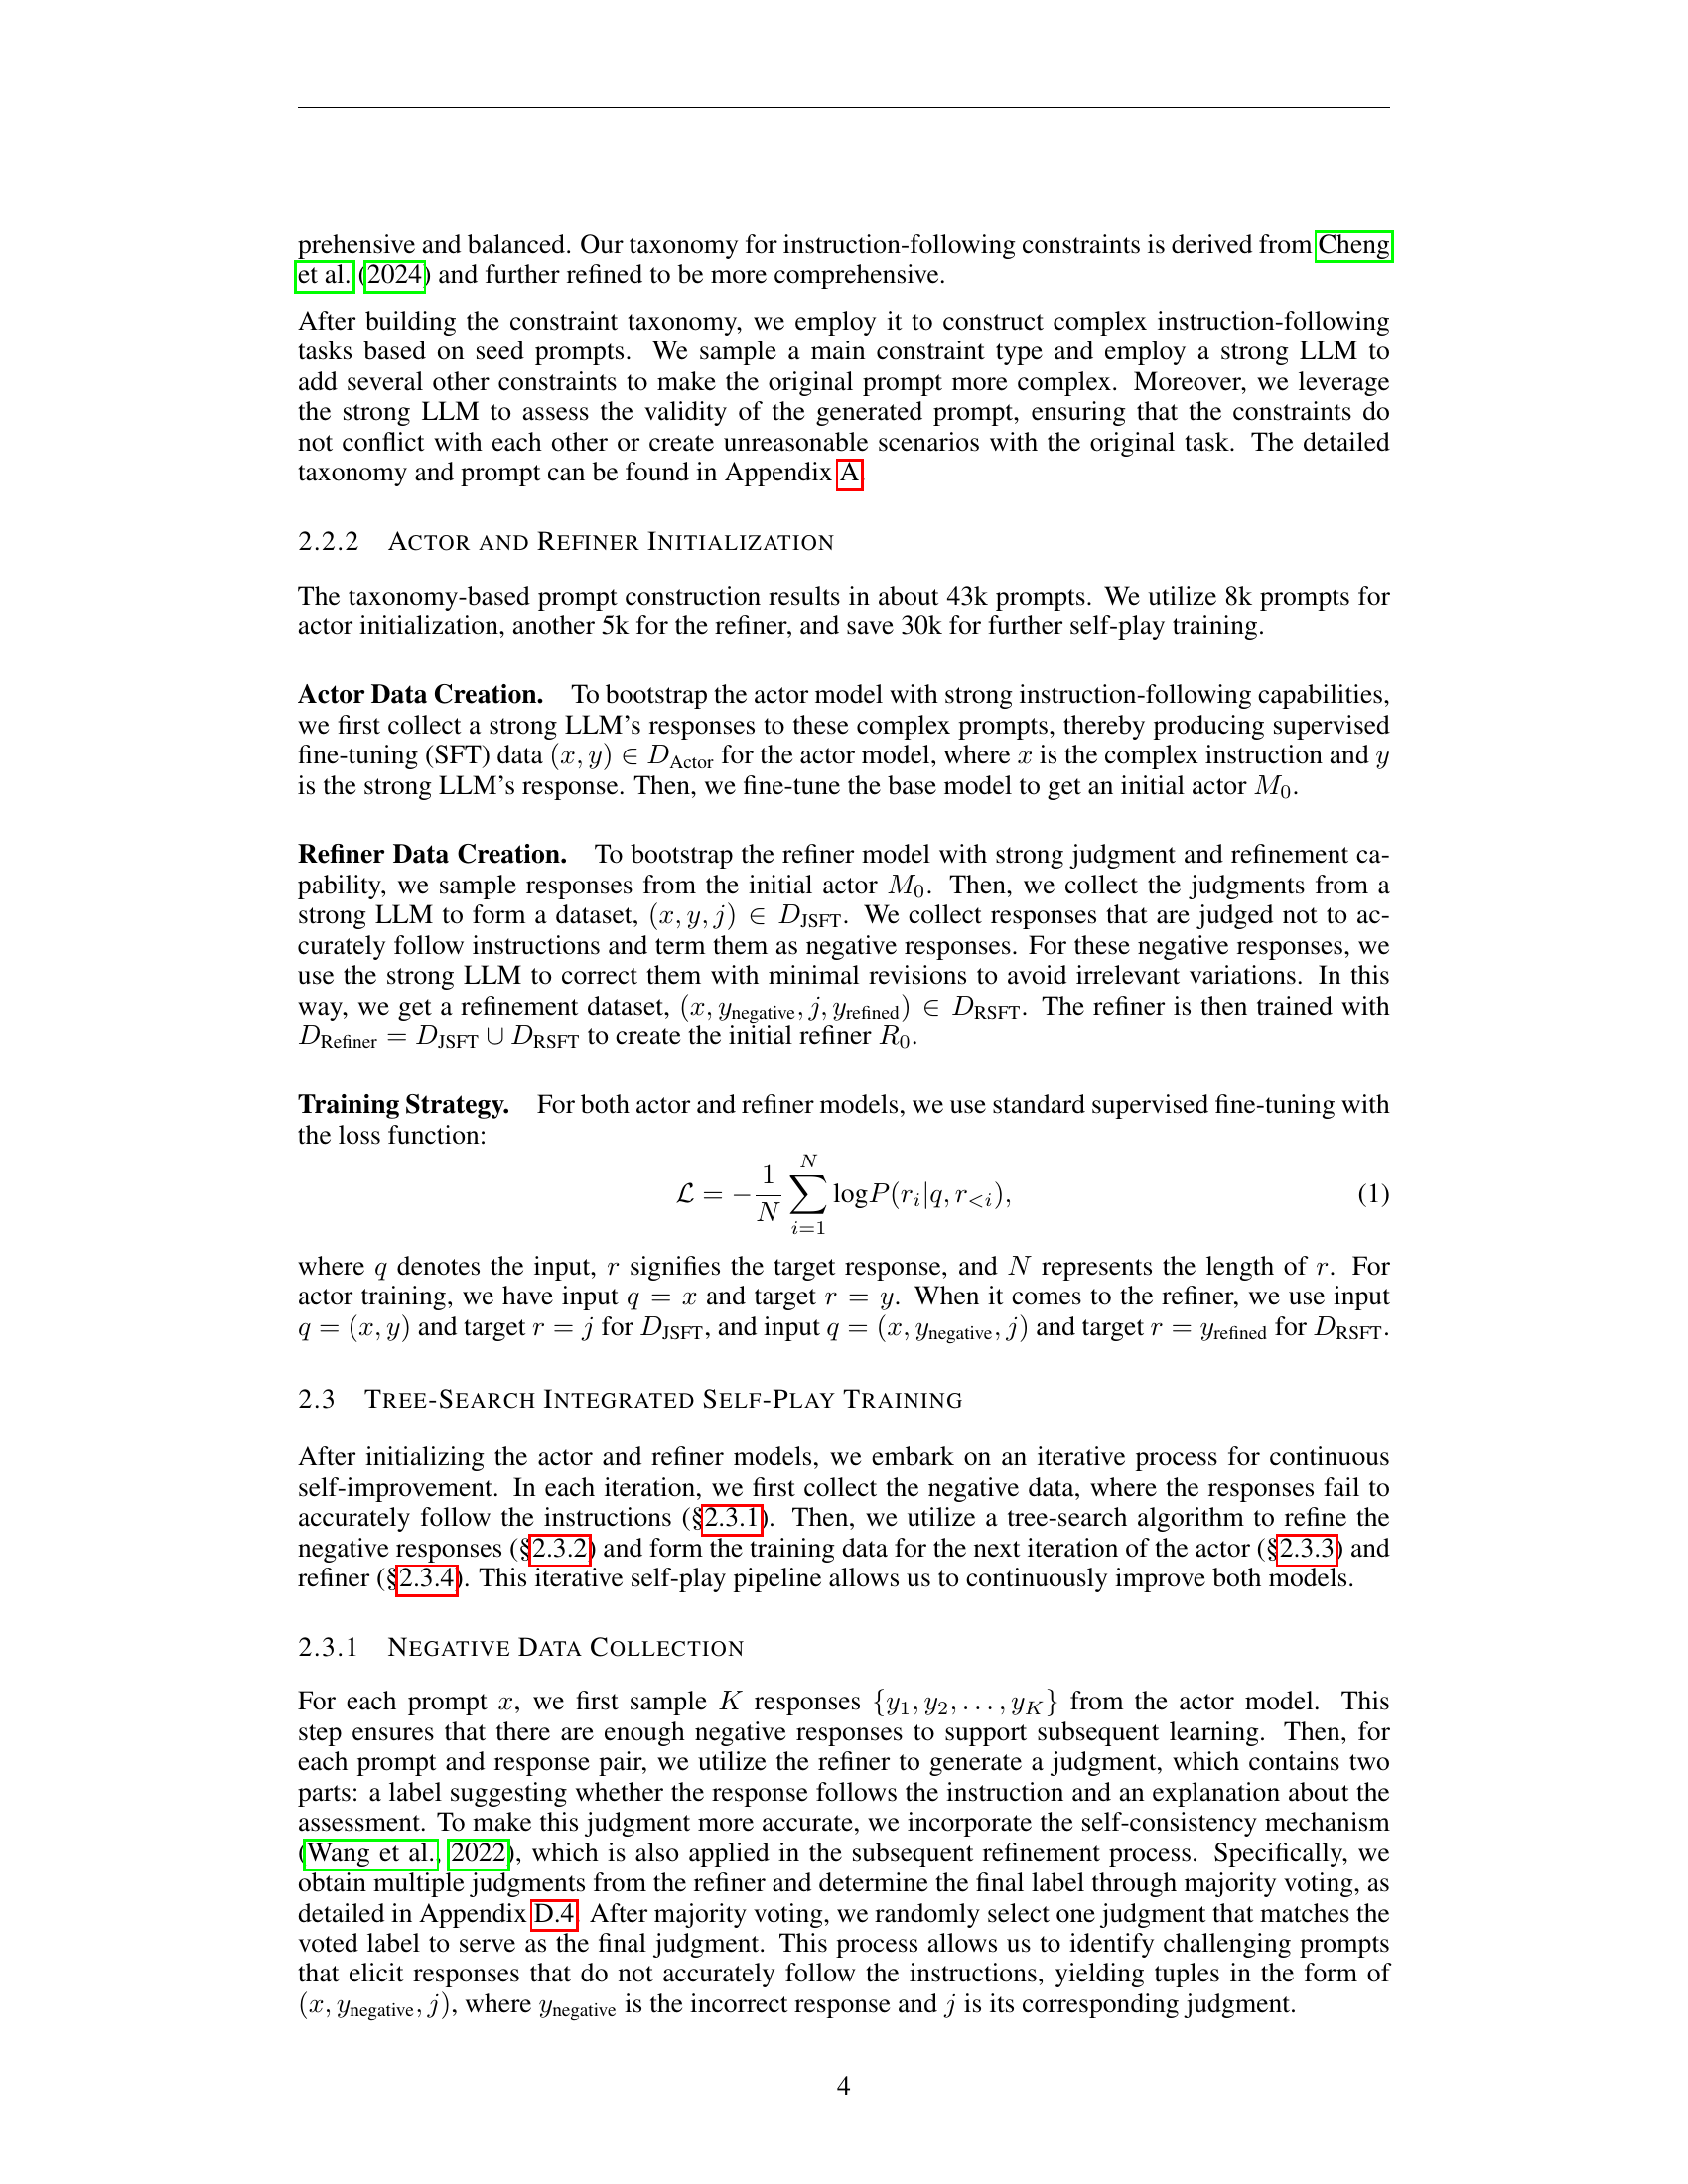 prehensive and balanced. Our taxonomy for instruction-following constraints is derived from Cheng
et al. (2024) and further refined to be more comprehensive.
After building the constraint taxonomy, we employ it to construct complex instruction-following
tasks based on seed prompts. We sample a main constraint type and employ a strong LLM to
add several other constraints to make the original prompt more complex. Moreover, we leverage
the strong LLM to assess the validity of the generated prompt, ensuring that the constraints do
not conflict with each other or create unreasonable scenarios with the original task. The detailed
taxonomy and prompt can be found in Appendix A.
2.2.2 ACTOR AND REFINER INITIALIZATION
The taxonomy-based prompt construction results in about 43k prompts. We utilize 8k prompts for
actor initialization, another 5k for the refiner, and save 30k for further self-play training.
Actor Data Creation. To bootstrap the actor model with strong instruction-following capabilities,
we first collect a strong LLM's responses to these complex prompts, thereby producing supervised
fine-tuning (SFT) data $(x, y) \in D_{\text{Actor}}$ for the actor model, where $x$ is the complex instruction and $y$
is the strong LLM's response. Then, we fine-tune the base model to get an initial actor $M_0$.
Refiner Data Creation. To bootstrap the refiner model with strong judgment and refinement ca-
pability, we sample responses from the initial actor $M_0$. Then, we collect the judgments from a
strong LLM to form a dataset, $(x, y, j) \in D_{\text{JSFT}}$. We collect responses that are judged not to ac-
curately follow instructions and term them as negative responses. For these negative responses, we
use the strong LLM to correct them with minimal revisions to avoid irrelevant variations. In this
way, we get a refinement dataset, $(x, y_{\text{negative}}, j, y_{\text{refined}}) \in D_{\text{RSFT}}$. The refiner is then trained with
$D_{\text{Refiner}} = D_{\text{JSFT}} \cup D_{\text{RSFT}}$ to create the initial refiner $R_0$.
Training Strategy. For both actor and refiner models, we use standard supervised fine-tuning with
the loss function:
$\mathcal{L} = -\frac{1}{N} \sum_{i=1}^{N} \log P(r_i|q, r_{<i}),$ (1)
where $q$ denotes the input, $r$ signifies the target response, and $N$ represents the length of $r$. For
actor training, we have input $q = x$ and target $r = y$. When it comes to the refiner, we use input
$q = (x, y)$ and target $r = j$ for $D_{\text{JSFT}}$, and input $q = (x, y_{\text{negative}}, j)$ and target $r = y_{\text{refined}}$ for $D_{\text{RSFT}}$.
2.3 TREE-SEARCH INTEGRATED SELF-PLAY TRAINING
After initializing the actor and refiner models, we embark on an iterative process for continuous
self-improvement. In each iteration, we first collect the negative data, where the responses fail to
accurately follow the instructions (§2.3.1). Then, we utilize a tree-search algorithm to refine the
negative responses (§2.3.2) and form the training data for the next iteration of the actor (§2.3.3) and
refiner (§2.3.4). This iterative self-play pipeline allows us to continuously improve both models.
2.3.1 NEGATIVE DATA COLLECTION
For each prompt $x$, we first sample $K$ responses $\{y_1, y_2, \ldots, y_K\}$ from the actor model. This
step ensures that there are enough negative responses to support subsequent learning. Then, for
each prompt and response pair, we utilize the refiner to generate a judgment, which contains two
parts: a label suggesting whether the response follows the instruction and an explanation about the
assessment. To make this judgment more accurate, we incorporate the self-consistency mechanism
(Wang et al., 2022), which is also applied in the subsequent refinement process. Specifically, we
obtain multiple judgments from the refiner and determine the final label through majority voting, as
detailed in Appendix D.4. After majority voting, we randomly select one judgment that matches the
voted label to serve as the final judgment. This process allows us to identify challenging prompts
that elicit responses that do not accurately follow the instructions, yielding tuples in the form of
$(x, y_{\text{negative}}, j)$, where $y_{\text{negative}}$ is the incorrect response and $j$ is its corresponding judgment.
4